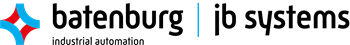 batenburg | jb systems
industrial automation